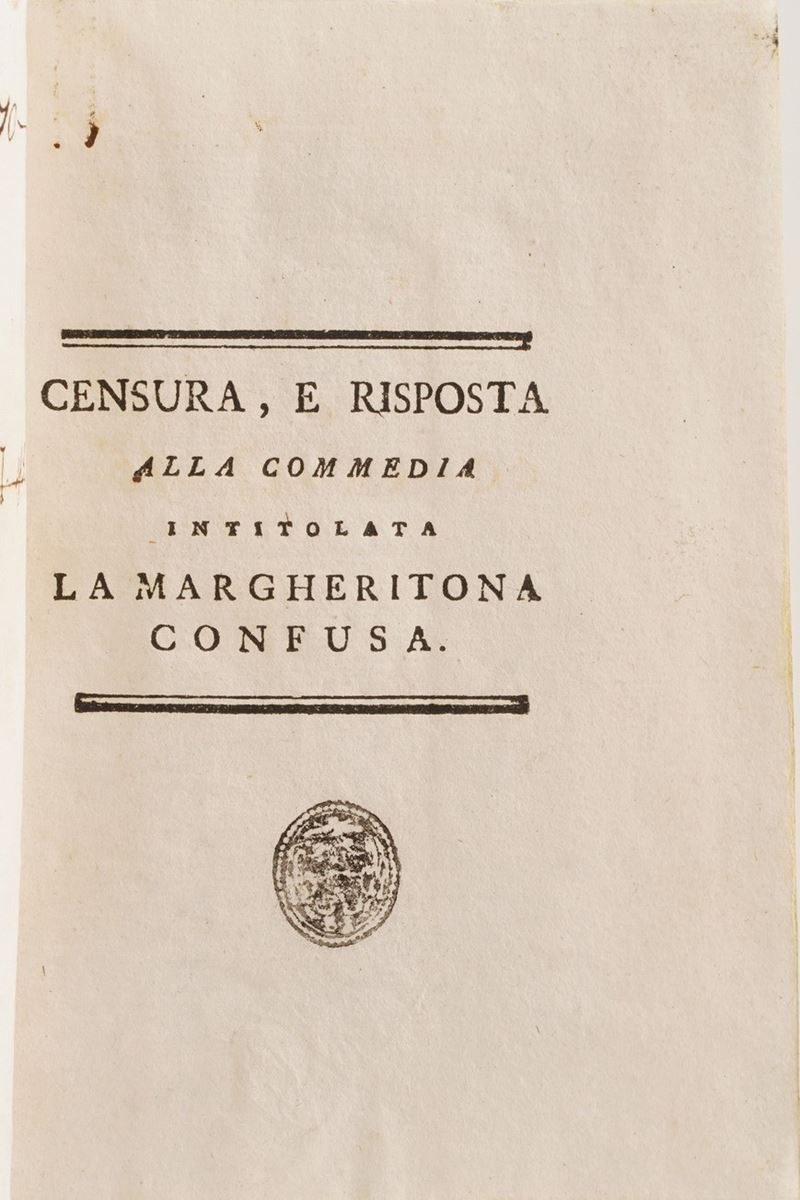 CENSURA, E RISPOSTA
ALLA COMMEDIA
INTITOLATA
LA MARGHERITONA
CONFUSA.